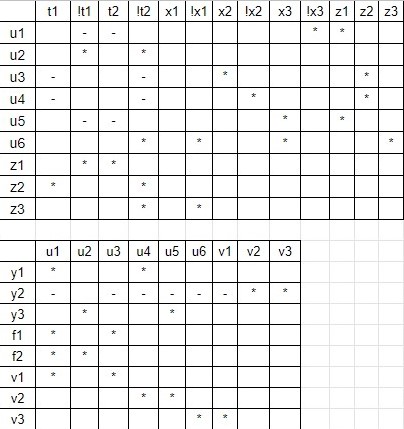 t1 !t1 t2 !t2 x1 !x1 x2 !x2 x3 !x3 z1 z2 z3
u1 - - * *
u2 * *
u3 - - * *
u4 - - * *
u5 - - * *
u6 * * * *
z1 * *
z2 * *
z3 * *
u1 u2 u3 u4 u5 u6 v1 v2 v3
y1 * *
y2 - - - - - - * *
y3 * *
f1 * *
f2 * *
v1 * *
v2 * *
v3 * *